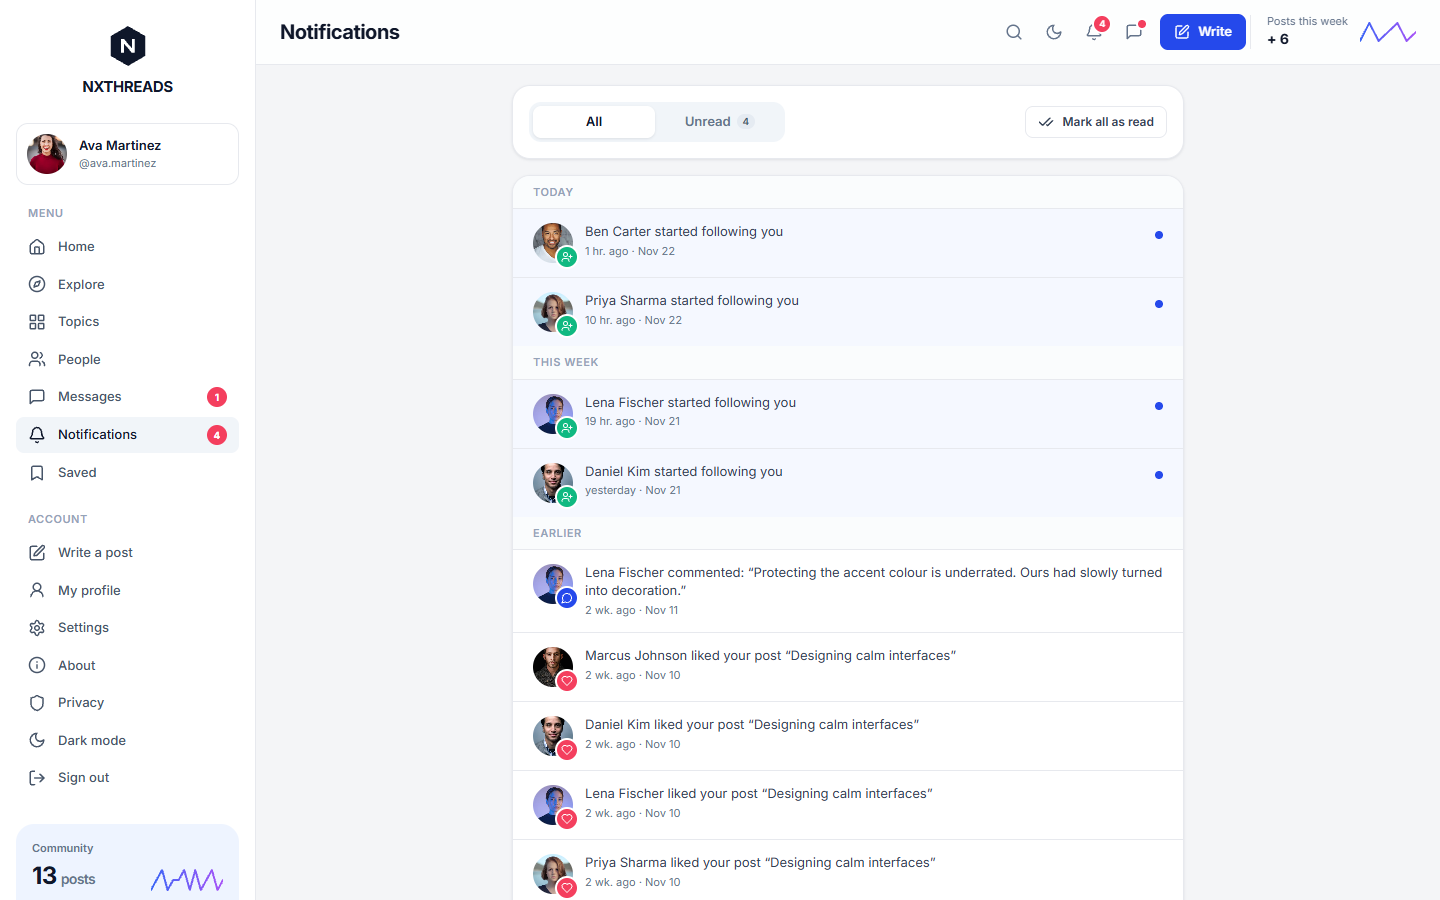 N
NXTHREADS
Ava Martinez
@ava.martinez
MENU
Home
Explore
Topics
People
Messages 1
Notifications 4
Saved
ACCOUNT
Write a post
My profile
Settings
About
Privacy
Dark mode
Sign out
Community
13 posts
Notifications
4
Write
Posts this week
+ 6
All
Unread 4
Mark all as read
TODAY
Ben Carter started following you
1 hr. ago · Nov 22
Priya Sharma started following you
10 hr. ago · Nov 22
THIS WEEK
Lena Fischer started following you
19 hr. ago · Nov 21
Daniel Kim started following you
yesterday · Nov 21
EARLIER
Lena Fischer commented: “Protecting the accent colour is underrated. Ours had slowly turned
into decoration.”
2 wk. ago · Nov 11
Marcus Johnson liked your post “Designing calm interfaces”
2 wk. ago · Nov 10
Daniel Kim liked your post “Designing calm interfaces”
2 wk. ago · Nov 10
Lena Fischer liked your post “Designing calm interfaces”
2 wk. ago · Nov 10
Priya Sharma liked your post “Designing calm interfaces”
2 wk. ago · Nov 10